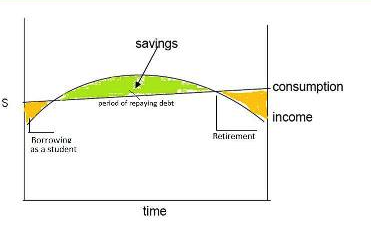 savings
consumption
S
period of repaying debt
income
Borrowing
as a student
Retirement
time